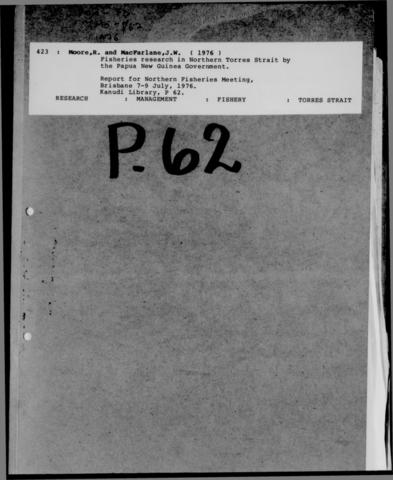 423 : Moore,R. and MacFarlane,J.W. ( 1976 )
Fisheries research in Northern Torres Strait by
the Papua New Guinea Government.
Report for Northern Fisheries Meeting,
Brisbane 7-9 July, 1976.
Kanudi Library, P 62.
RESEARCH : MANAGEMENT : FISHERY : TORRES STRAIT
P.62